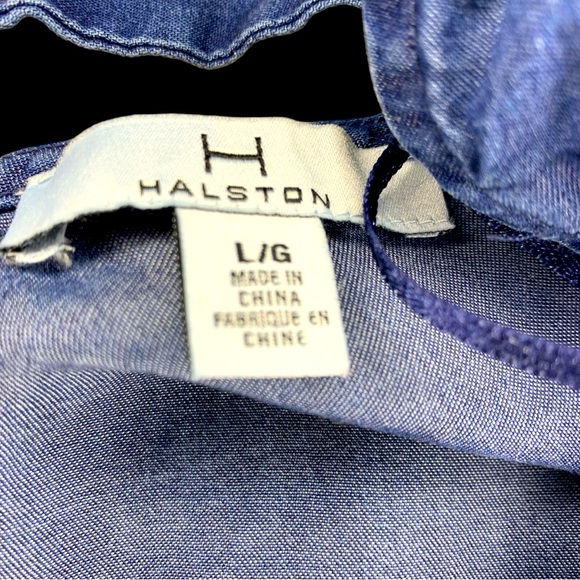 H
HALSTON
L/G
MADE IN
CHINA
FABRIQUE EN
CHINE